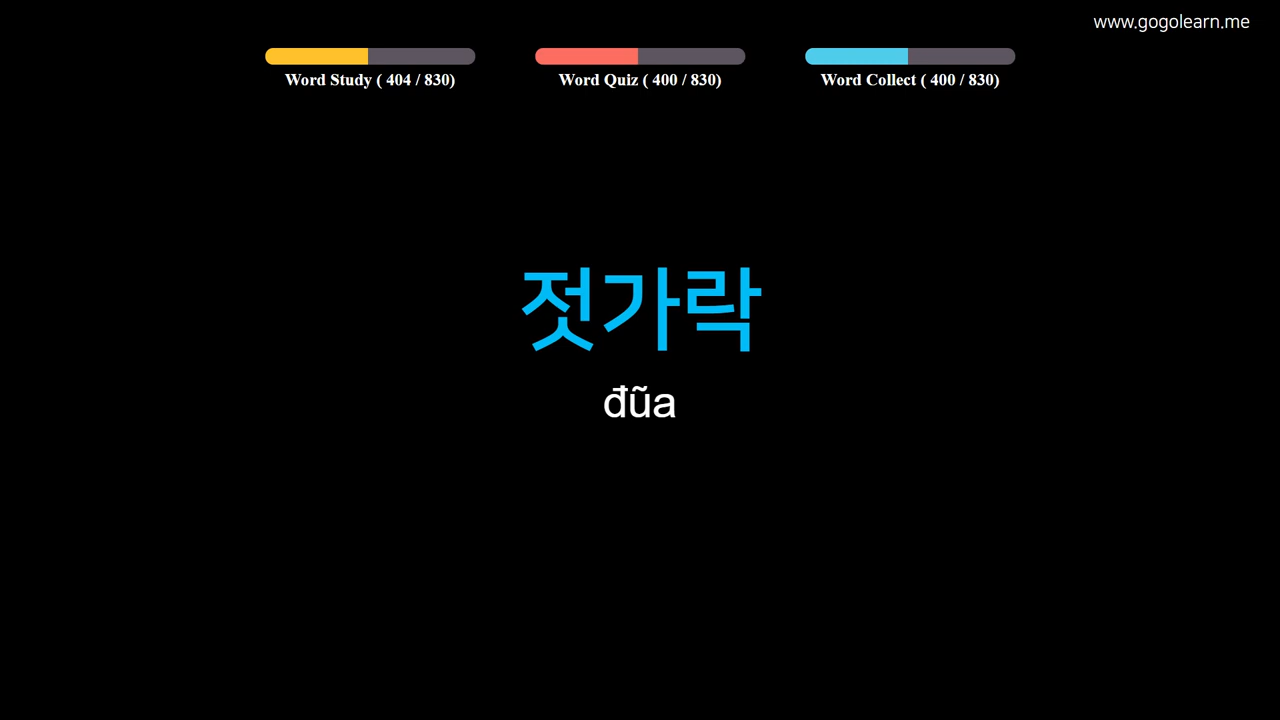 www.gogolearn.me
Word Study ( 404 / 830)
Word Quiz ( 400 / 830)
Word Collect ( 400 / 830)
젓가락
đũa